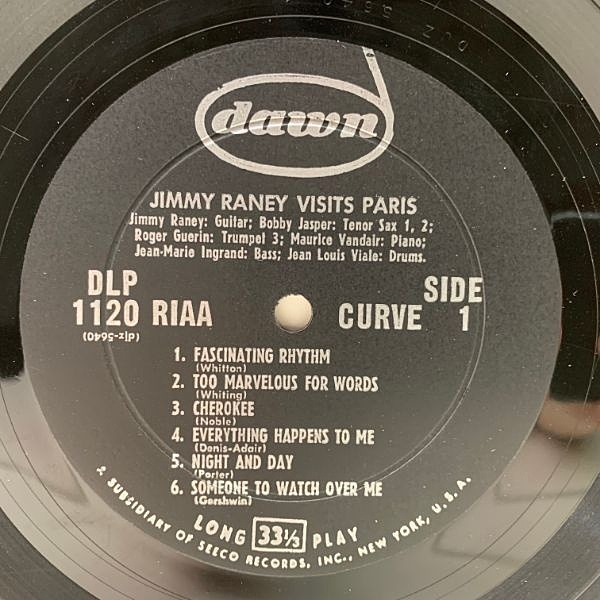 DUZ 5640
dawn
JIMMY RANEY VISITS PARIS
Jimmy Raney: Guitar; Bobby Jasper: Tenor Sax 1, 2;
Roger Guerin: Trumpet 3; Maurice Vandair: Piano;
Jean-Marie Ingrand: Bass; Jean Louis Viale: Drums.
DLP
1120 RIAA
(dlz-5640)
SIDE
CURVE 1
1. FASCINATING RHYTHM
(Whitton)
2. TOO MARVELOUS FOR WORDS
(Whiting)
3. CHEROKEE
(Noble)
4. EVERYTHING HAPPENS TO ME
(Denis-Adair)
5. NIGHT AND DAY
(Porter)
6. SOMEONE TO WATCH OVER ME
(Gershwin)
LONG 33⅓ PLAY
SUBSIDIARY OF SEECO RECORDS, INC., NEW YORK, U.S.A.